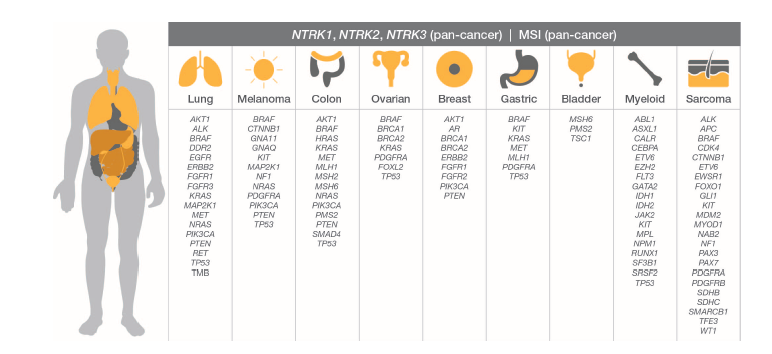 NTRK1, NTRK2, NTRK3 (pan-cancer) | MSI (pan-cancer)
Lung
AKT1
ALK
BRAF
DDR2
EGFR
ERBB2
FGFR1
FGFR3
KRAS
MAP2K1
MET
NRAS
PIK3CA
PTEN
RET
TP53
TMB
Melanoma
BRAF
CTNNB1
GNA11
GNAQ
KIT
MAP2K1
NF1
NRAS
PDGFRA
PIK3CA
PTEN
TP53
Colon
AKT1
BRAF
HRAS
KRAS
MET
MLH1
MSH2
MSH6
NRAS
PIK3CA
PMS2
PTEN
SMAD4
TP53
Ovarian
BRAF
BRCA1
BRCA2
KRAS
PDGFRA
FOXL2
TP53
Breast
AKT1
AR
BRCA1
BRCA2
ERBB2
FGFR1
FGFR2
PIK3CA
PTEN
Gastric
BRAF
KIT
KRAS
MET
MLH1
PDGFRA
TP53
Bladder
MSH6
PMS2
TSC1
Myeloid
ABL1
ASXL1
CALR
CEBPA
ETV6
EZH2
FLT3
GATA2
IDH1
IDH2
JAK2
KIT
MPL
NPM1
RUNX1
SF3B1
SRSF2
TP53
Sarcoma
ALK
APC
BRAF
CDK4
CTNNB1
ETV6
EWSR1
FOXO1
GLI1
KIT
MDM2
MYOD1
NAB2
NF1
PAX3
PAX7
PDGFRA
PDGFRB
SDHB
SDHC
SMARCB1
TFE3
WT1